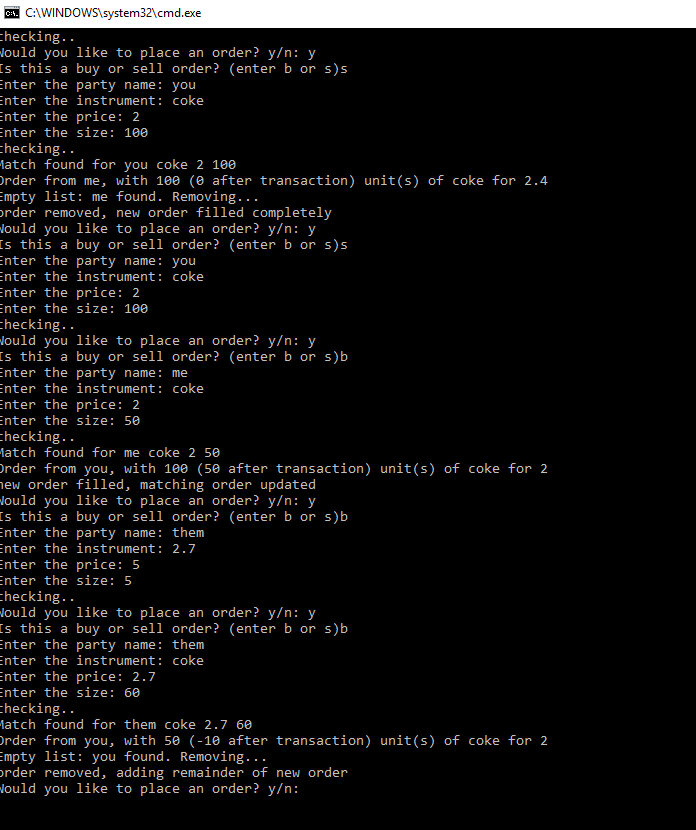 C:\WINDOWS\system32\cmd.exe
checking..
Would you like to place an order? y/n: y
Is this a buy or sell order? (enter b or s)s
Enter the party name: you
Enter the instrument: coke
Enter the price: 2
Enter the size: 100
checking..
Match found for you coke 2 100
Order from me, with 100 (0 after transaction) unit(s) of coke for 2.4
Empty list: me found. Removing...
order removed, new order filled completely
Would you like to place an order? y/n: y
Is this a buy or sell order? (enter b or s)s
Enter the party name: you
Enter the instrument: coke
Enter the price: 2
Enter the size: 100
checking..
Would you like to place an order? y/n: y
Is this a buy or sell order? (enter b or s)b
Enter the party name: me
Enter the instrument: coke
Enter the price: 2
Enter the size: 50
checking..
Match found for me coke 2 50
Order from you, with 100 (50 after transaction) unit(s) of coke for 2
new order filled, matching order updated
Would you like to place an order? y/n: y
Is this a buy or sell order? (enter b or s)b
Enter the party name: them
Enter the instrument: 2.7
Enter the price: 5
Enter the size: 5
checking..
Would you like to place an order? y/n: y
Is this a buy or sell order? (enter b or s)b
Enter the party name: them
Enter the instrument: coke
Enter the price: 2.7
Enter the size: 60
checking..
Match found for them coke 2.7 60
Order from you, with 50 (-10 after transaction) unit(s) of coke for 2
Empty list: you found. Removing...
order removed, adding remainder of new order
Would you like to place an order? y/n: